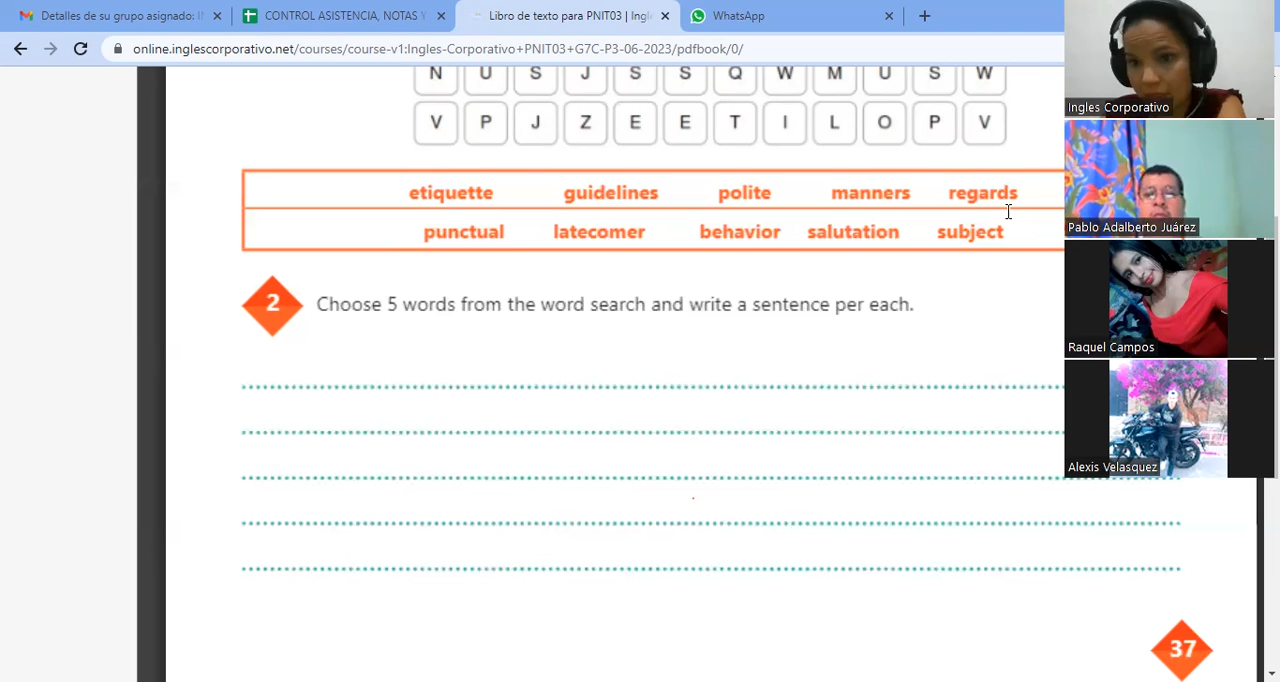 Detalles de su grupo asignado: IN
CONTROL ASISTENCIA, NOTAS Y
Libro de texto para PNIT03 | Ingle
WhatsApp
online.inglescorporativo.net/courses/course-v1:Ingles-Corporativo+PNIT03+G7C-P3-06-2023/pdfbook/0/
N U S J S S Q W M U S W
V P J Z E E T I L O P V
etiquette guidelines polite manners regards
punctual latecomer behavior salutation subject
2 Choose 5 words from the word search and write a sentence per each.
37
Ingles Corporativo
Pablo Adalberto Juárez
Raquel Campos
Alexis Velasquez